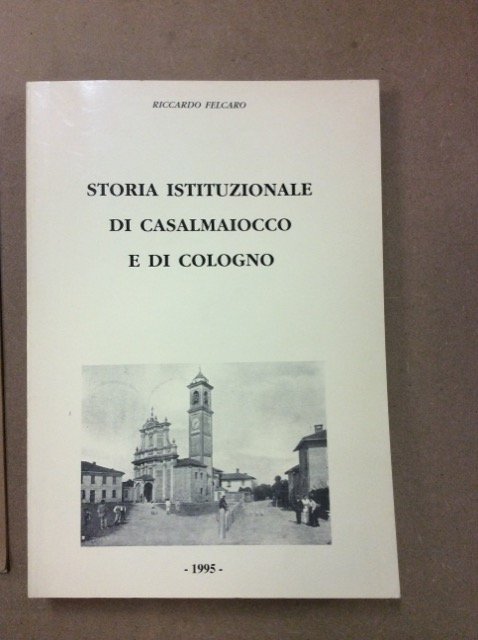 RICCARDO FELCARO
STORIA ISTITUZIONALE
DI CASALMAIOCCO
E DI COLOGNO
- 1995 -